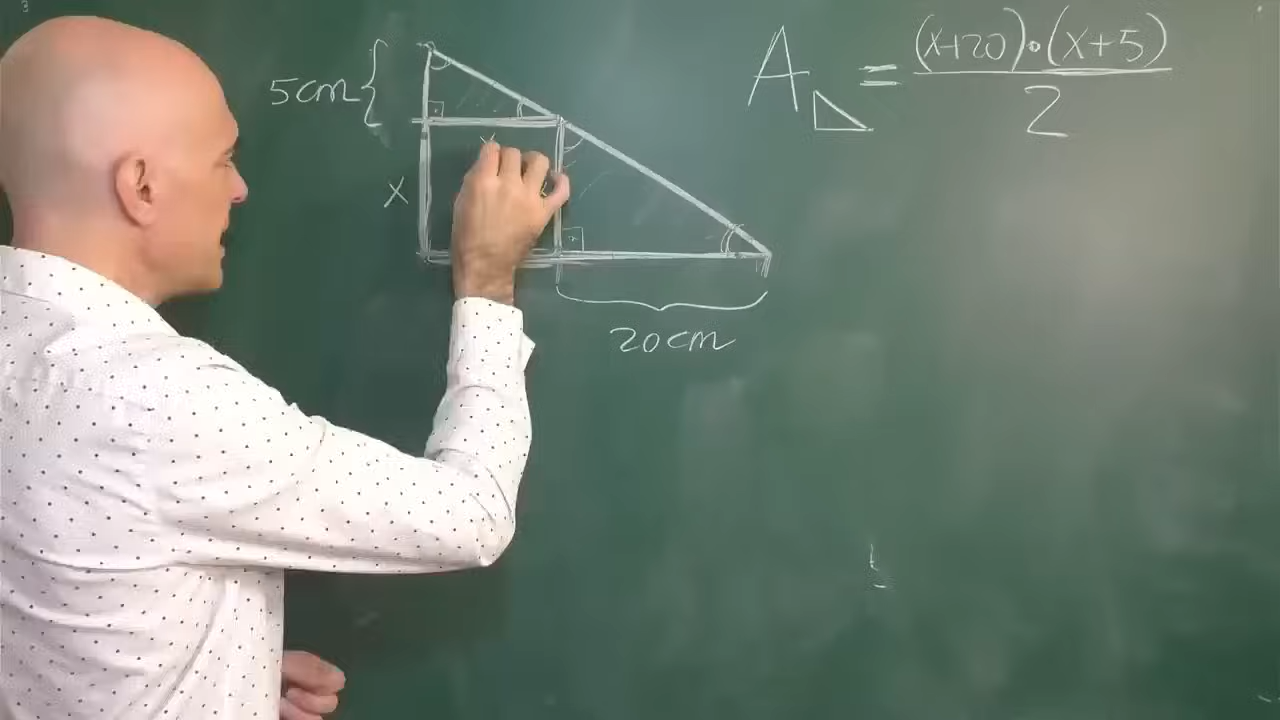 5cm
x
x
20cm
A = (x+20)·(x+5)
2